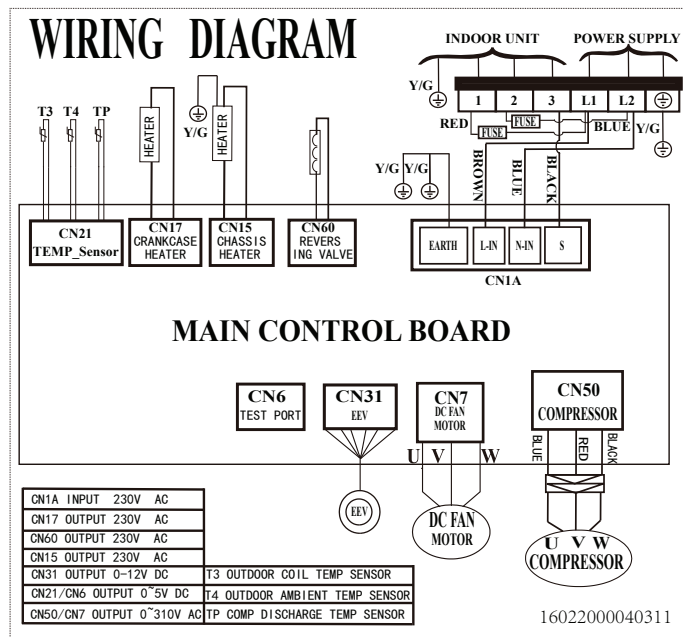 WIRING DIAGRAM
INDOOR UNIT POWER SUPPLY
Y/G
1 2 3 L1 L2
RED FUSE FUSE BLUE Y/G
T3 T4 TP
HEATER
Y/G
HEATER
Y/G Y/G
BROWN
BLUE
BLACK
CN21
TEMP_Sensor
CN17
CRANKCASE
HEATER
CN15
CHASSIS
HEATER
CN60
REVERS
ING VALVE
EARTH L-IN N-IN S
CN1A
MAIN CONTROL BOARD
CN6
TEST PORT
CN31
EEV
CN7
DC FAN
MOTOR
CN50
COMPRESSOR
U V W
BLUE
RED
BLACK
EEV
DC FAN
MOTOR
U V W
COMPRESSOR
CN1A INPUT 230V AC
CN17 OUTPUT 230V AC
CN60 OUTPUT 230V AC
CN15 OUTPUT 230V AC
CN31 OUTPUT 0-12V DC T3 OUTDOOR COIL TEMP SENSOR
CN21/CN6 OUTPUT 0~5V DC T4 OUTDOOR AMBIENT TEMP SENSOR
CN50/CN7 OUTPUT 0~310V AC TP COMP DISCHARGE TEMP SENSOR
16022000040311